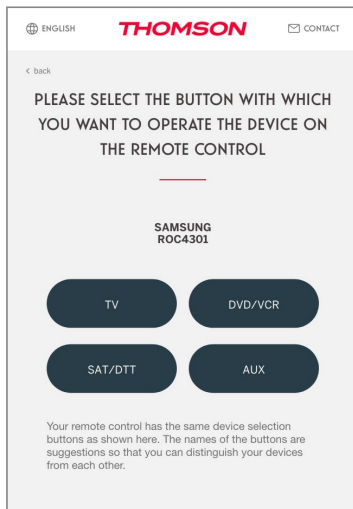 ENGLISH THOMSON CONTACT
< back
PLEASE SELECT THE BUTTON WITH WHICH
YOU WANT TO OPERATE THE DEVICE ON
THE REMOTE CONTROL
SAMSUNG
ROC4301
TV DVD/VCR
SAT/DTT AUX
Your remote control has the same device selection
buttons as shown here. The names of the buttons are
suggestions so that you can distinguish your devices
from each other.